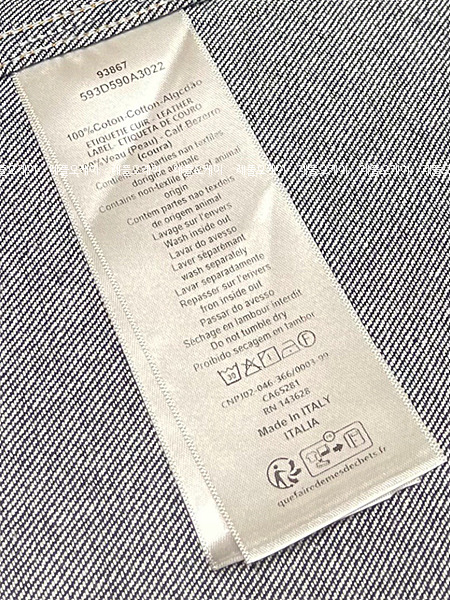 93867
593D590A3022
100%Coton-Cotton-Algodao
ETIQUETTE CUIR - LEATHER
LABEL- ETIQUETA DE COURO
%Veau (Peau) - Calf Bezerro
(Coura)
Contient des parties non textiles
dorigine animale
Contains non-textile f animal
origin
Contem partes nao texteis
de origem animal
Lavage sur l'envers
Wash inside out
Lavar do avesso
Laver séparément
wash separately
Lavar separadamente
Repasser sur l'envers
Iron inside out
Passar do avesso
Séchage en tambour interdit
Do not tumble dry
Proibido secagem en tambor
30
CNPJ02.046.366/0003-99
CA65281
RN 143628
Made in ITALY
ITALIA
quefairedemesdechets.fr